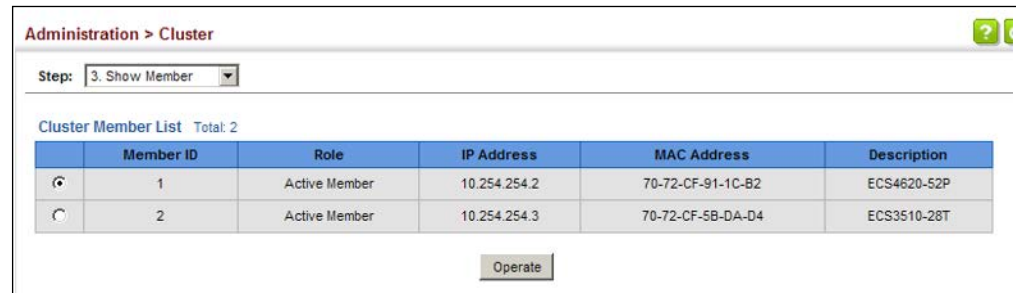 Administration > Cluster
?
Step: 3. Show Member
Cluster Member List Total: 2
Member ID Role IP Address MAC Address Description
1 Active Member 10.254.254.2 70-72-CF-91-1C-B2 ECS4620-52P
2 Active Member 10.254.254.3 70-72-CF-5B-DA-D4 ECS3510-28T
Operate